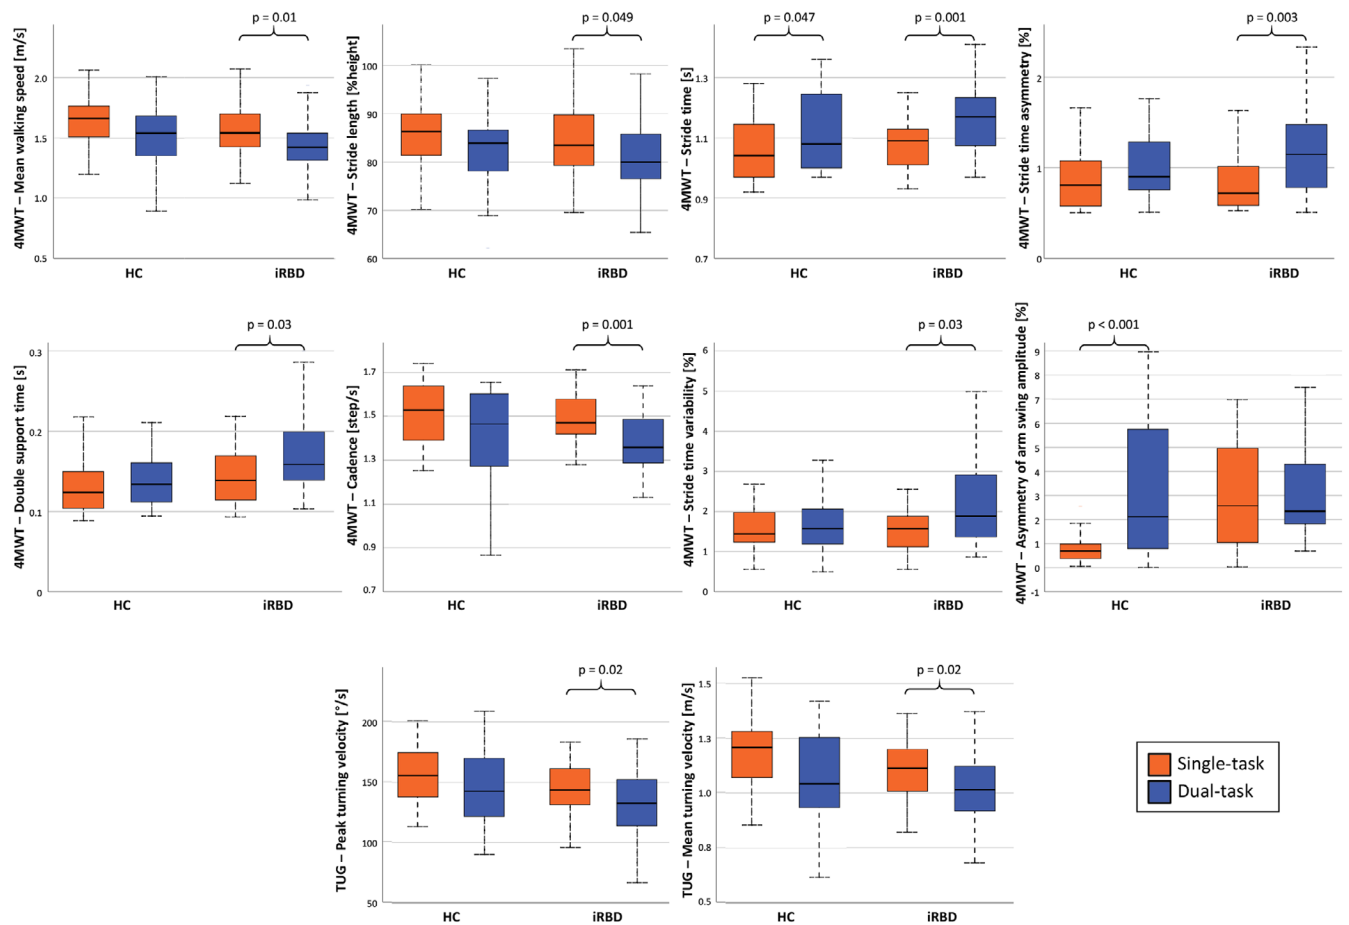 p = 0.01
4MWT – Mean walking speed [m/s]
2.0
1.5
1.0
0.5
HC
iRBD
p = 0.049
4MWT – Stride length [%height]
100
90
80
70
60
HC
iRBD
p = 0.047
p = 0.001
4MWT – Stride time [s]
1.3
1.1
0.9
0.7
HC
iRBD
p = 0.003
4MWT – Stride time asymmetry [%]
2
1
0
HC
iRBD
p = 0.03
4MWT – Double support time [s]
0.3
0.2
0.1
0
HC
iRBD
p = 0.001
4MWT – Cadence [step/s]
1.7
1.5
1.3
1.1
0.9
0.7
HC
iRBD
p = 0.03
4MWT – Stride time variability [%]
6
5
4
3
2
1
0
HC
iRBD
p < 0.001
4MWT – Asymmetry of arm swing amplitude [%]
9
8
7
6
5
4
3
2
1
0
-1
HC
iRBD
p = 0.02
TUG – Peak turning velocity [°/s]
200
150
100
50
HC
iRBD
p = 0.02
TUG – Mean turning velocity [m/s]
1.5
1.3
1.0
0.8
0.5
HC
iRBD
Single-task
Dual-task